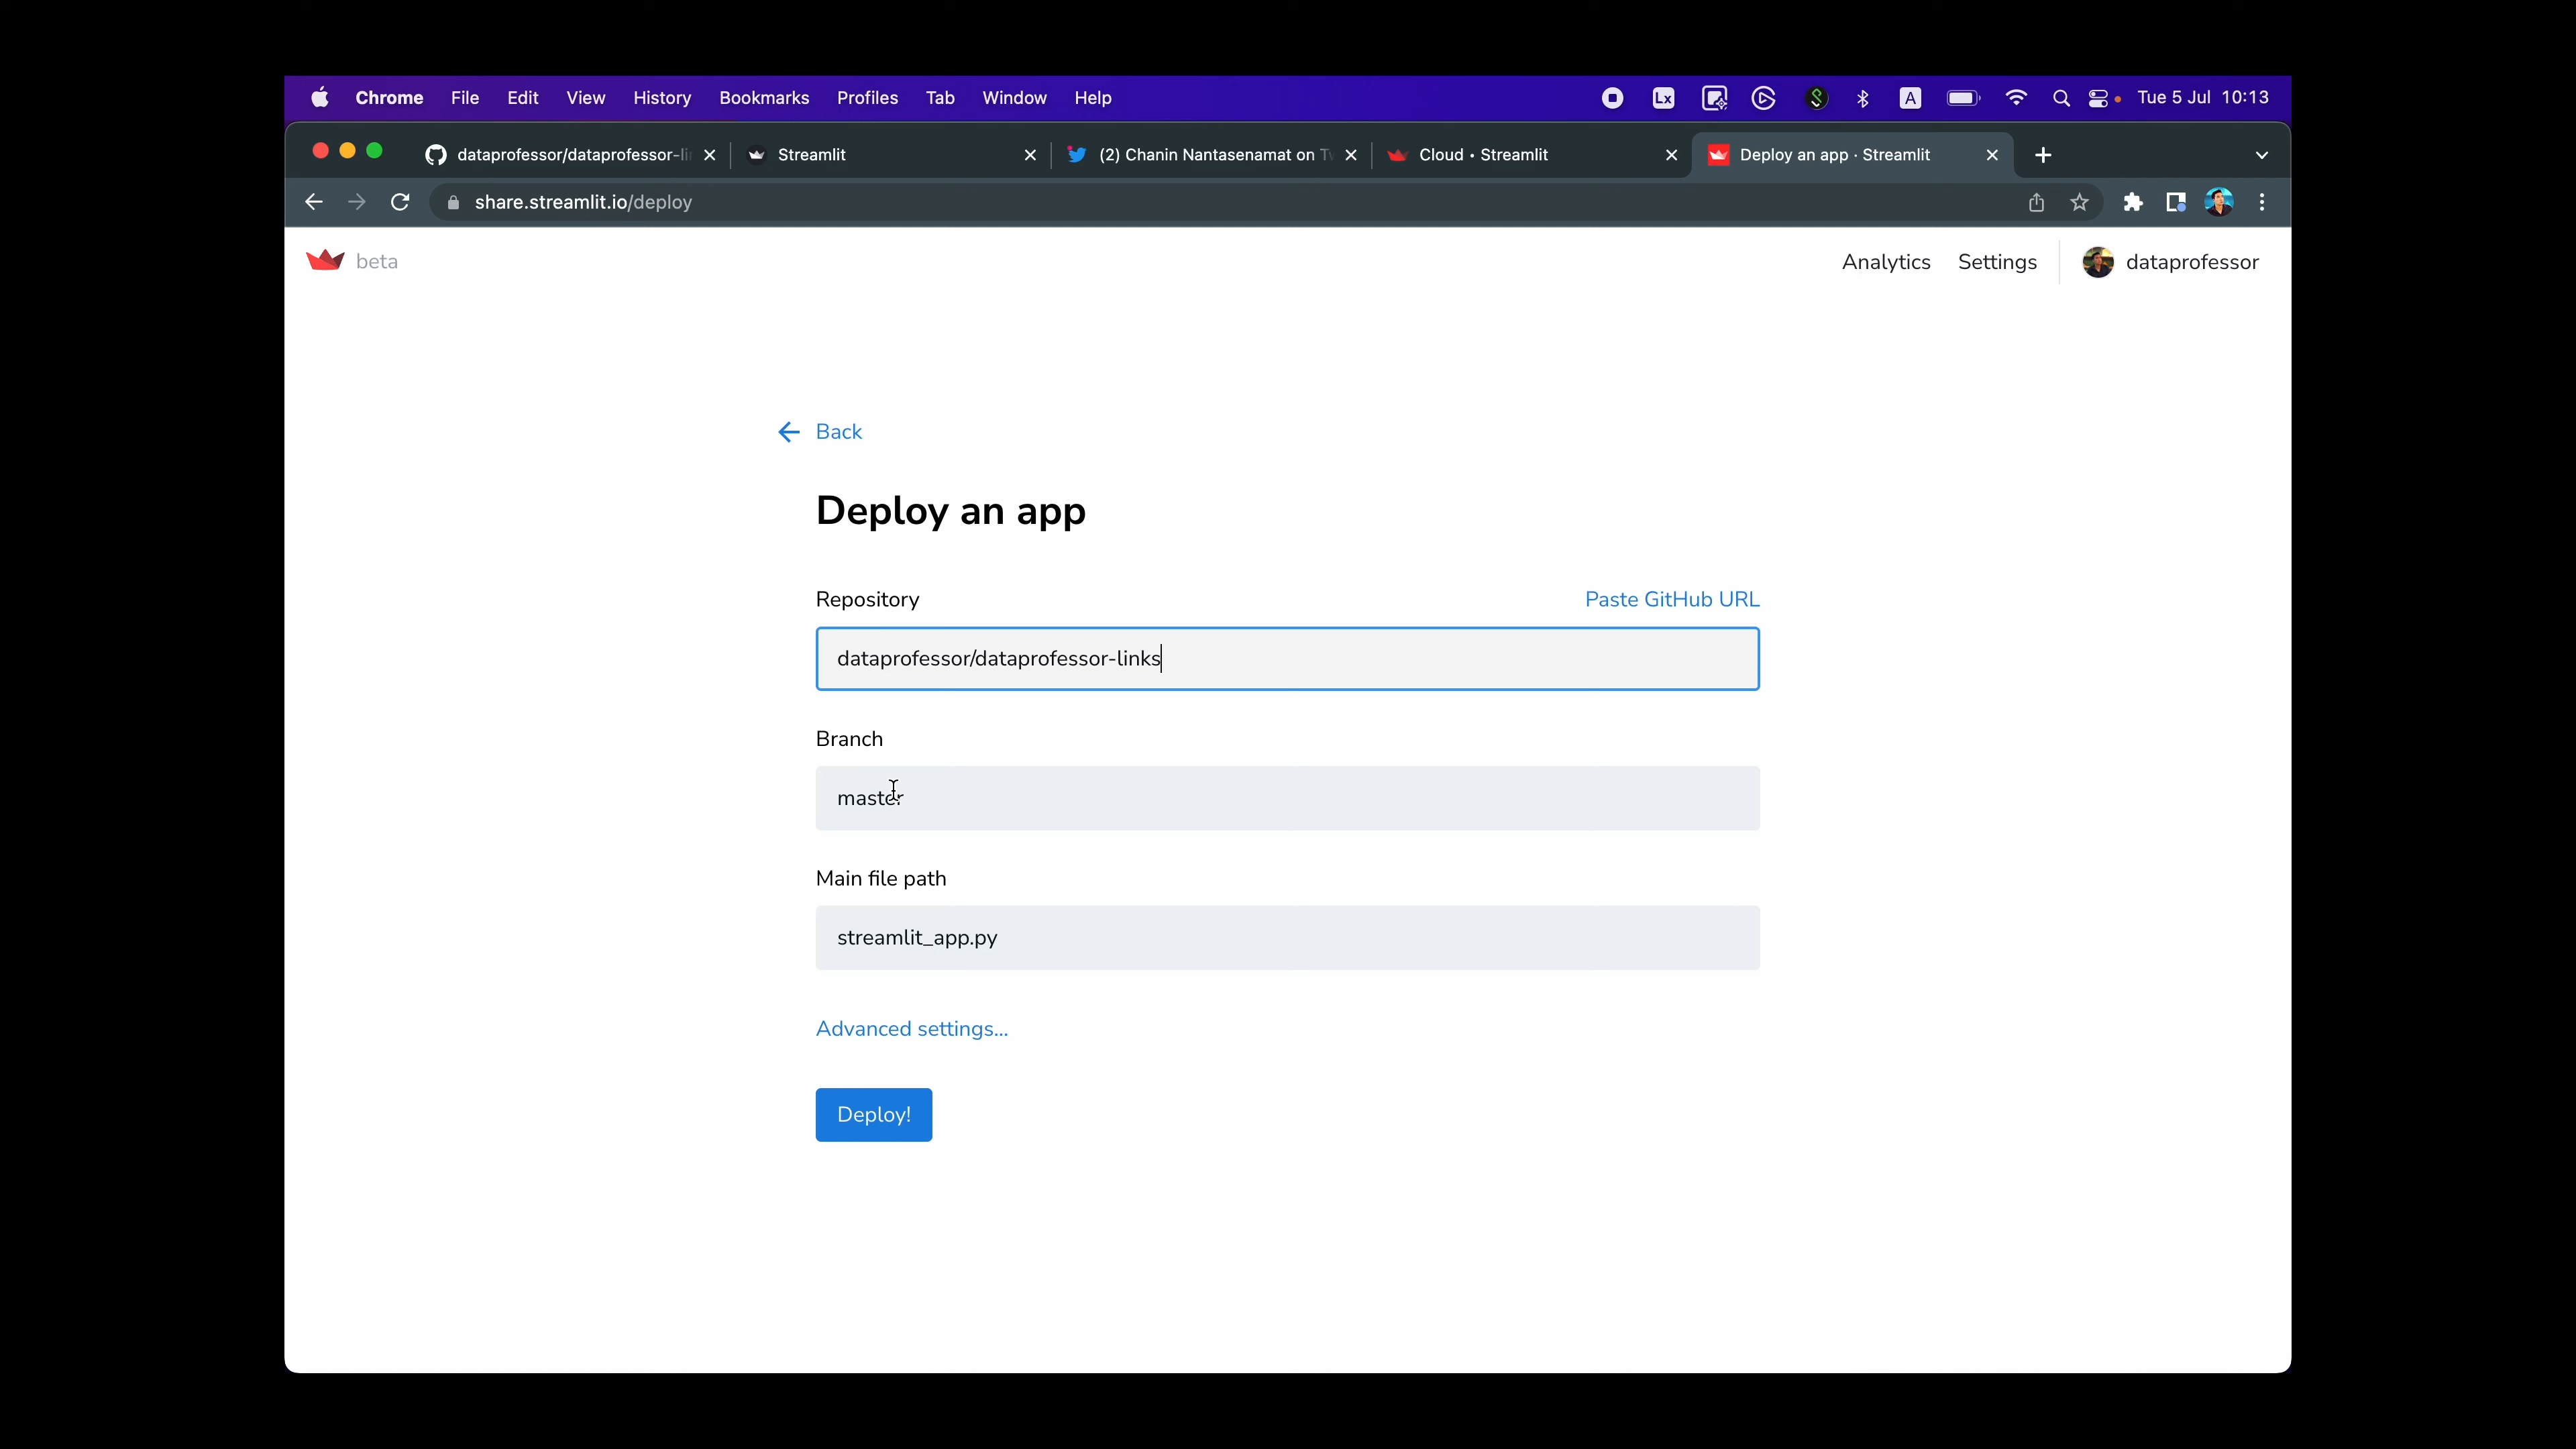 Chrome File Edit View History Bookmarks Profiles Tab Window Help Lx A Tue 5 Jul 10:13
dataprofessor/dataprofessor-li Streamlit (2) Chanin Nantasenamat on Tw Cloud • Streamlit Deploy an app · Streamlit
share.streamlit.io/deploy
beta Analytics Settings dataprofessor
Back
Deploy an app
Repository Paste GitHub URL
dataprofessor/dataprofessor-links
Branch
master
Main file path
streamlit_app.py
Advanced settings...
Deploy!